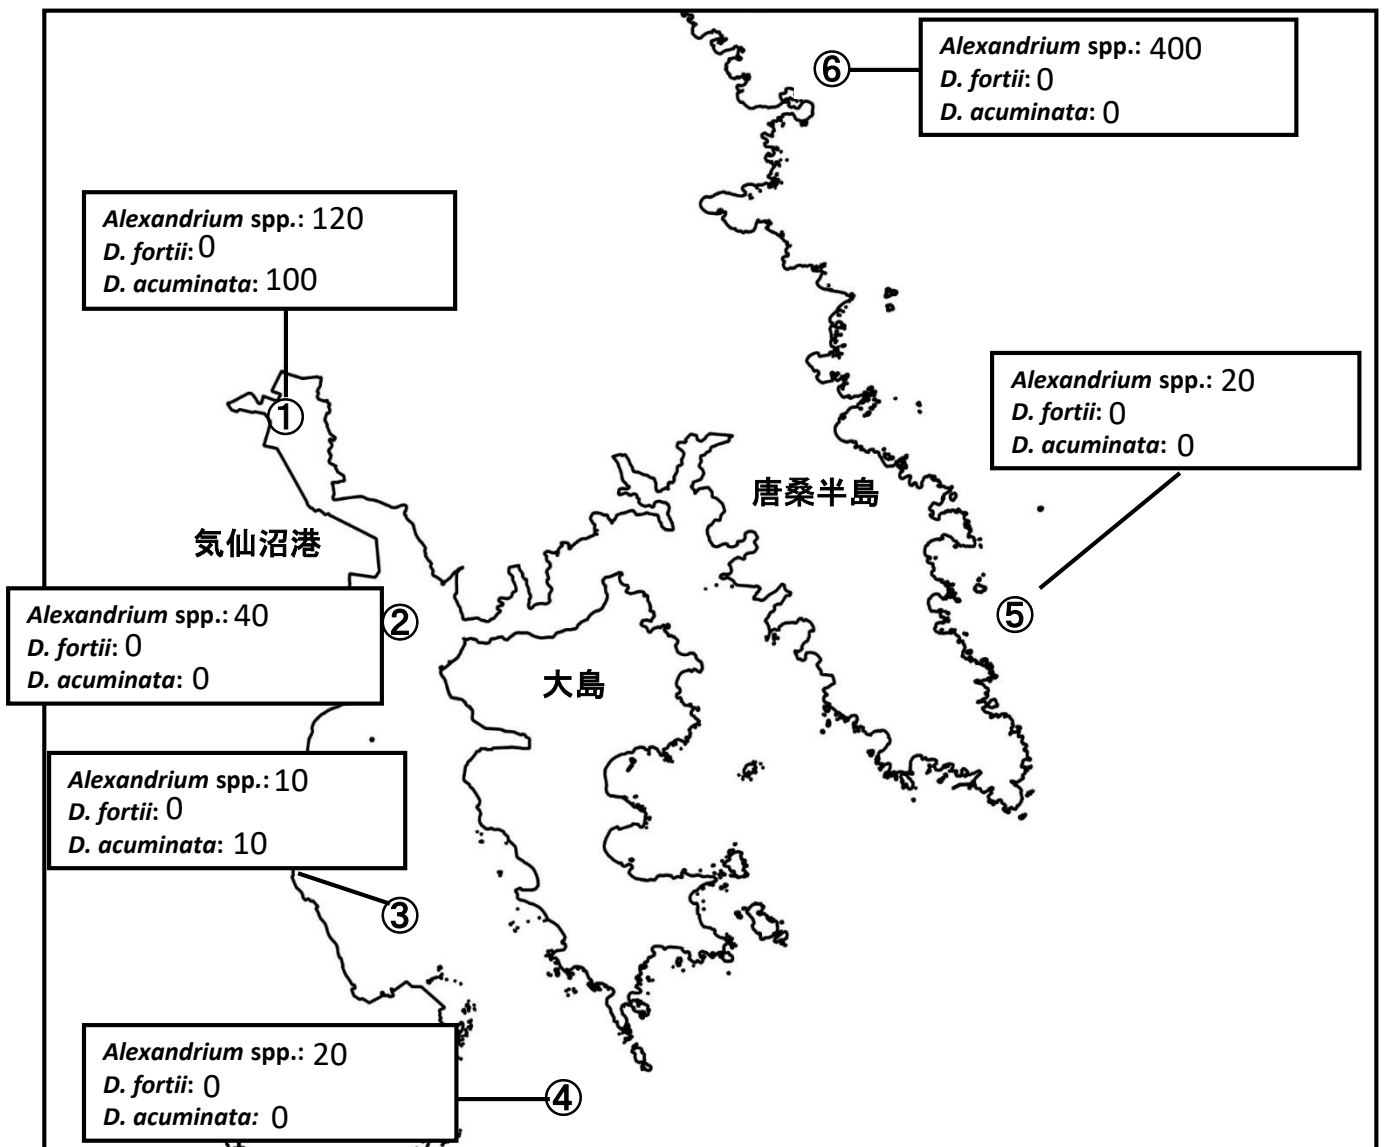 Alexandrium spp.: 400
D. fortii: 0
D. acuminata: 0
⑥
Alexandrium spp.: 120
D. fortii: 0
D. acuminata: 100
①
Alexandrium spp.: 20
D. fortii: 0
D. acuminata: 0
⑤
唐桑半島
気仙沼港
Alexandrium spp.: 40
D. fortii: 0
D. acuminata: 0
②
大島
Alexandrium spp.: 10
D. fortii: 0
D. acuminata: 10
③
Alexandrium spp.: 20
D. fortii: 0
D. acuminata: 0
④